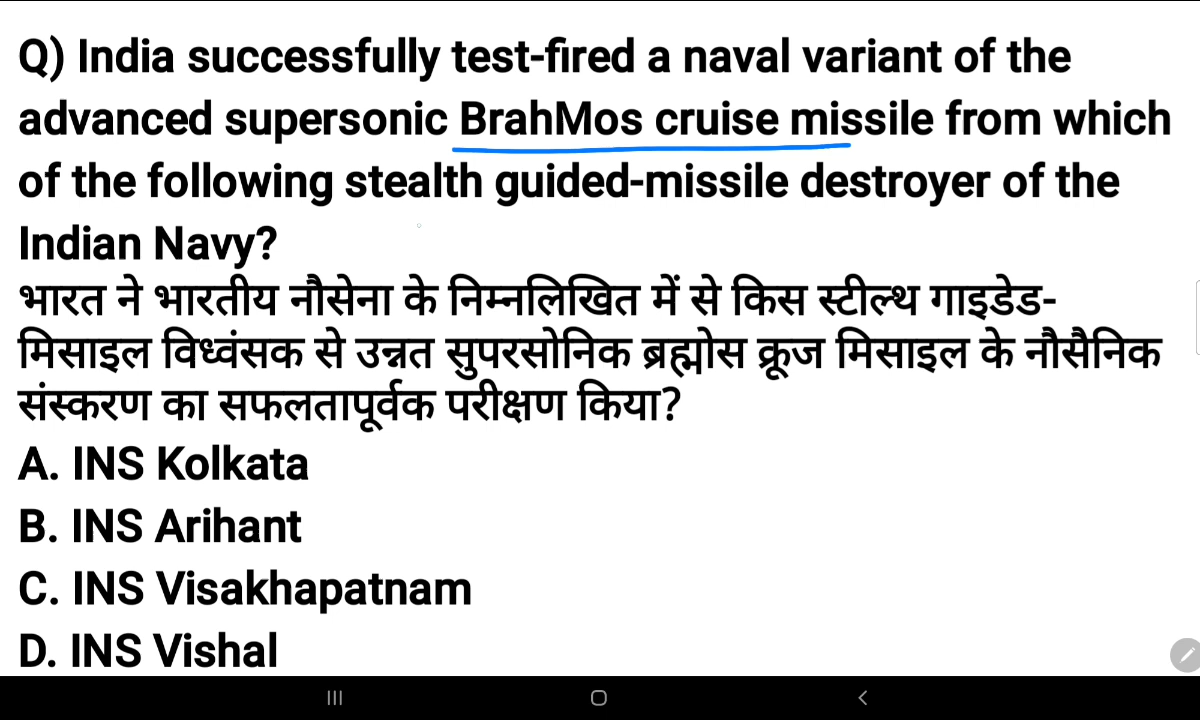 Q) India successfully test-fired a naval variant of the
advanced supersonic BrahMos cruise missile from which
of the following stealth guided-missile destroyer of the
Indian Navy?
भारत ने भारतीय नौसेना के निम्नलिखित में से किस स्टील्थ गाइडेड-
मिसाइल विध्वंसक से उन्नत सुपरसोनिक ब्रह्मोस क्रूज मिसाइल के नौसैनिक
संस्करण का सफलतापूर्वक परीक्षण किया?
A. INS Kolkata
B. INS Arihant
C. INS Visakhapatnam
D. INS Vishal